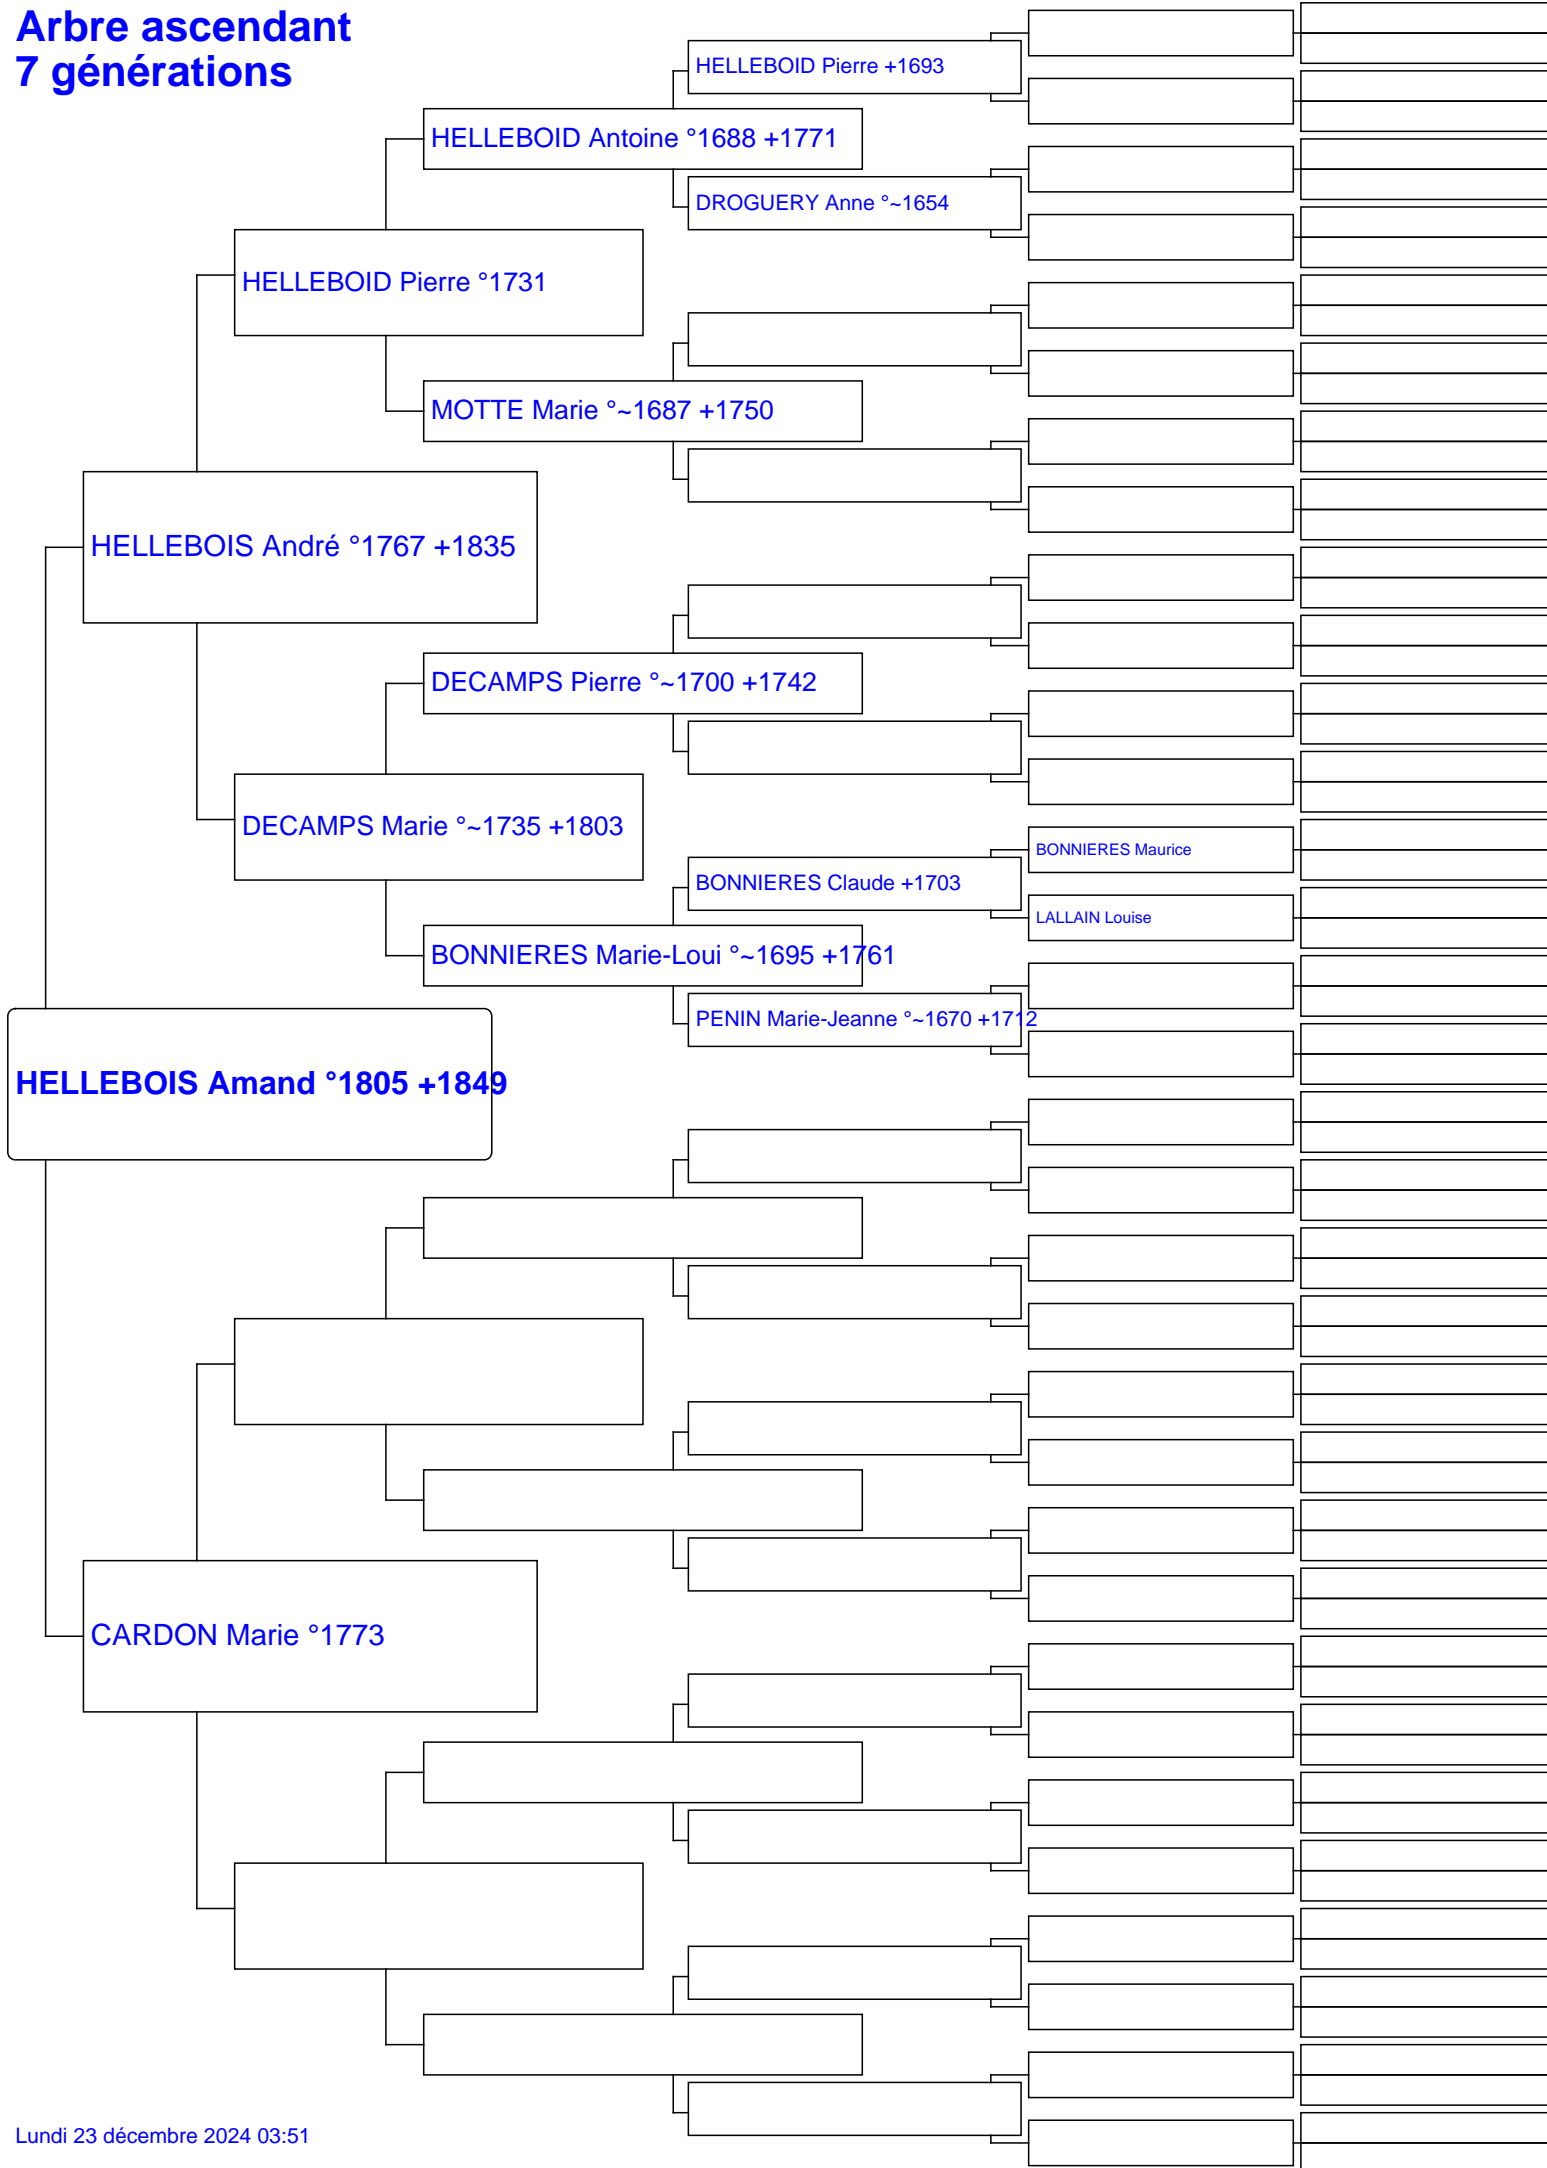 Arbre ascendant
7 générations
HELLEBOID Pierre +1693
HELLEBOID Antoine °1688 +1771
DROGUERY Anne °~1654
HELLEBOID Pierre °1731
MOTTE Marie °~1687 +1750
HELLEBOIS André °1767 +1835
DECAMPS Pierre °~1700 +1742
DECAMPS Marie °~1735 +1803
BONNIERES Maurice
BONNIERES Claude +1703
LALLAIN Louise
BONNIERES Marie-Loui °~1695 +1761
PENIN Marie-Jeanne °~1670 +1712
HELLEBOIS Amand °1805 +1849
CARDON Marie °1773
Lundi 23 décembre 2024 03:51